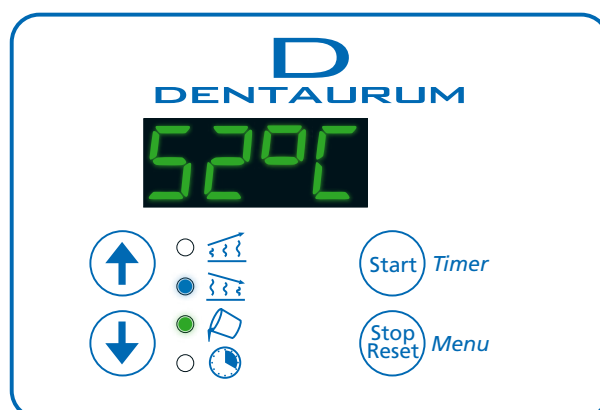 D
DENTAURUM
52°C
Start Timer
Stop
Reset Menu